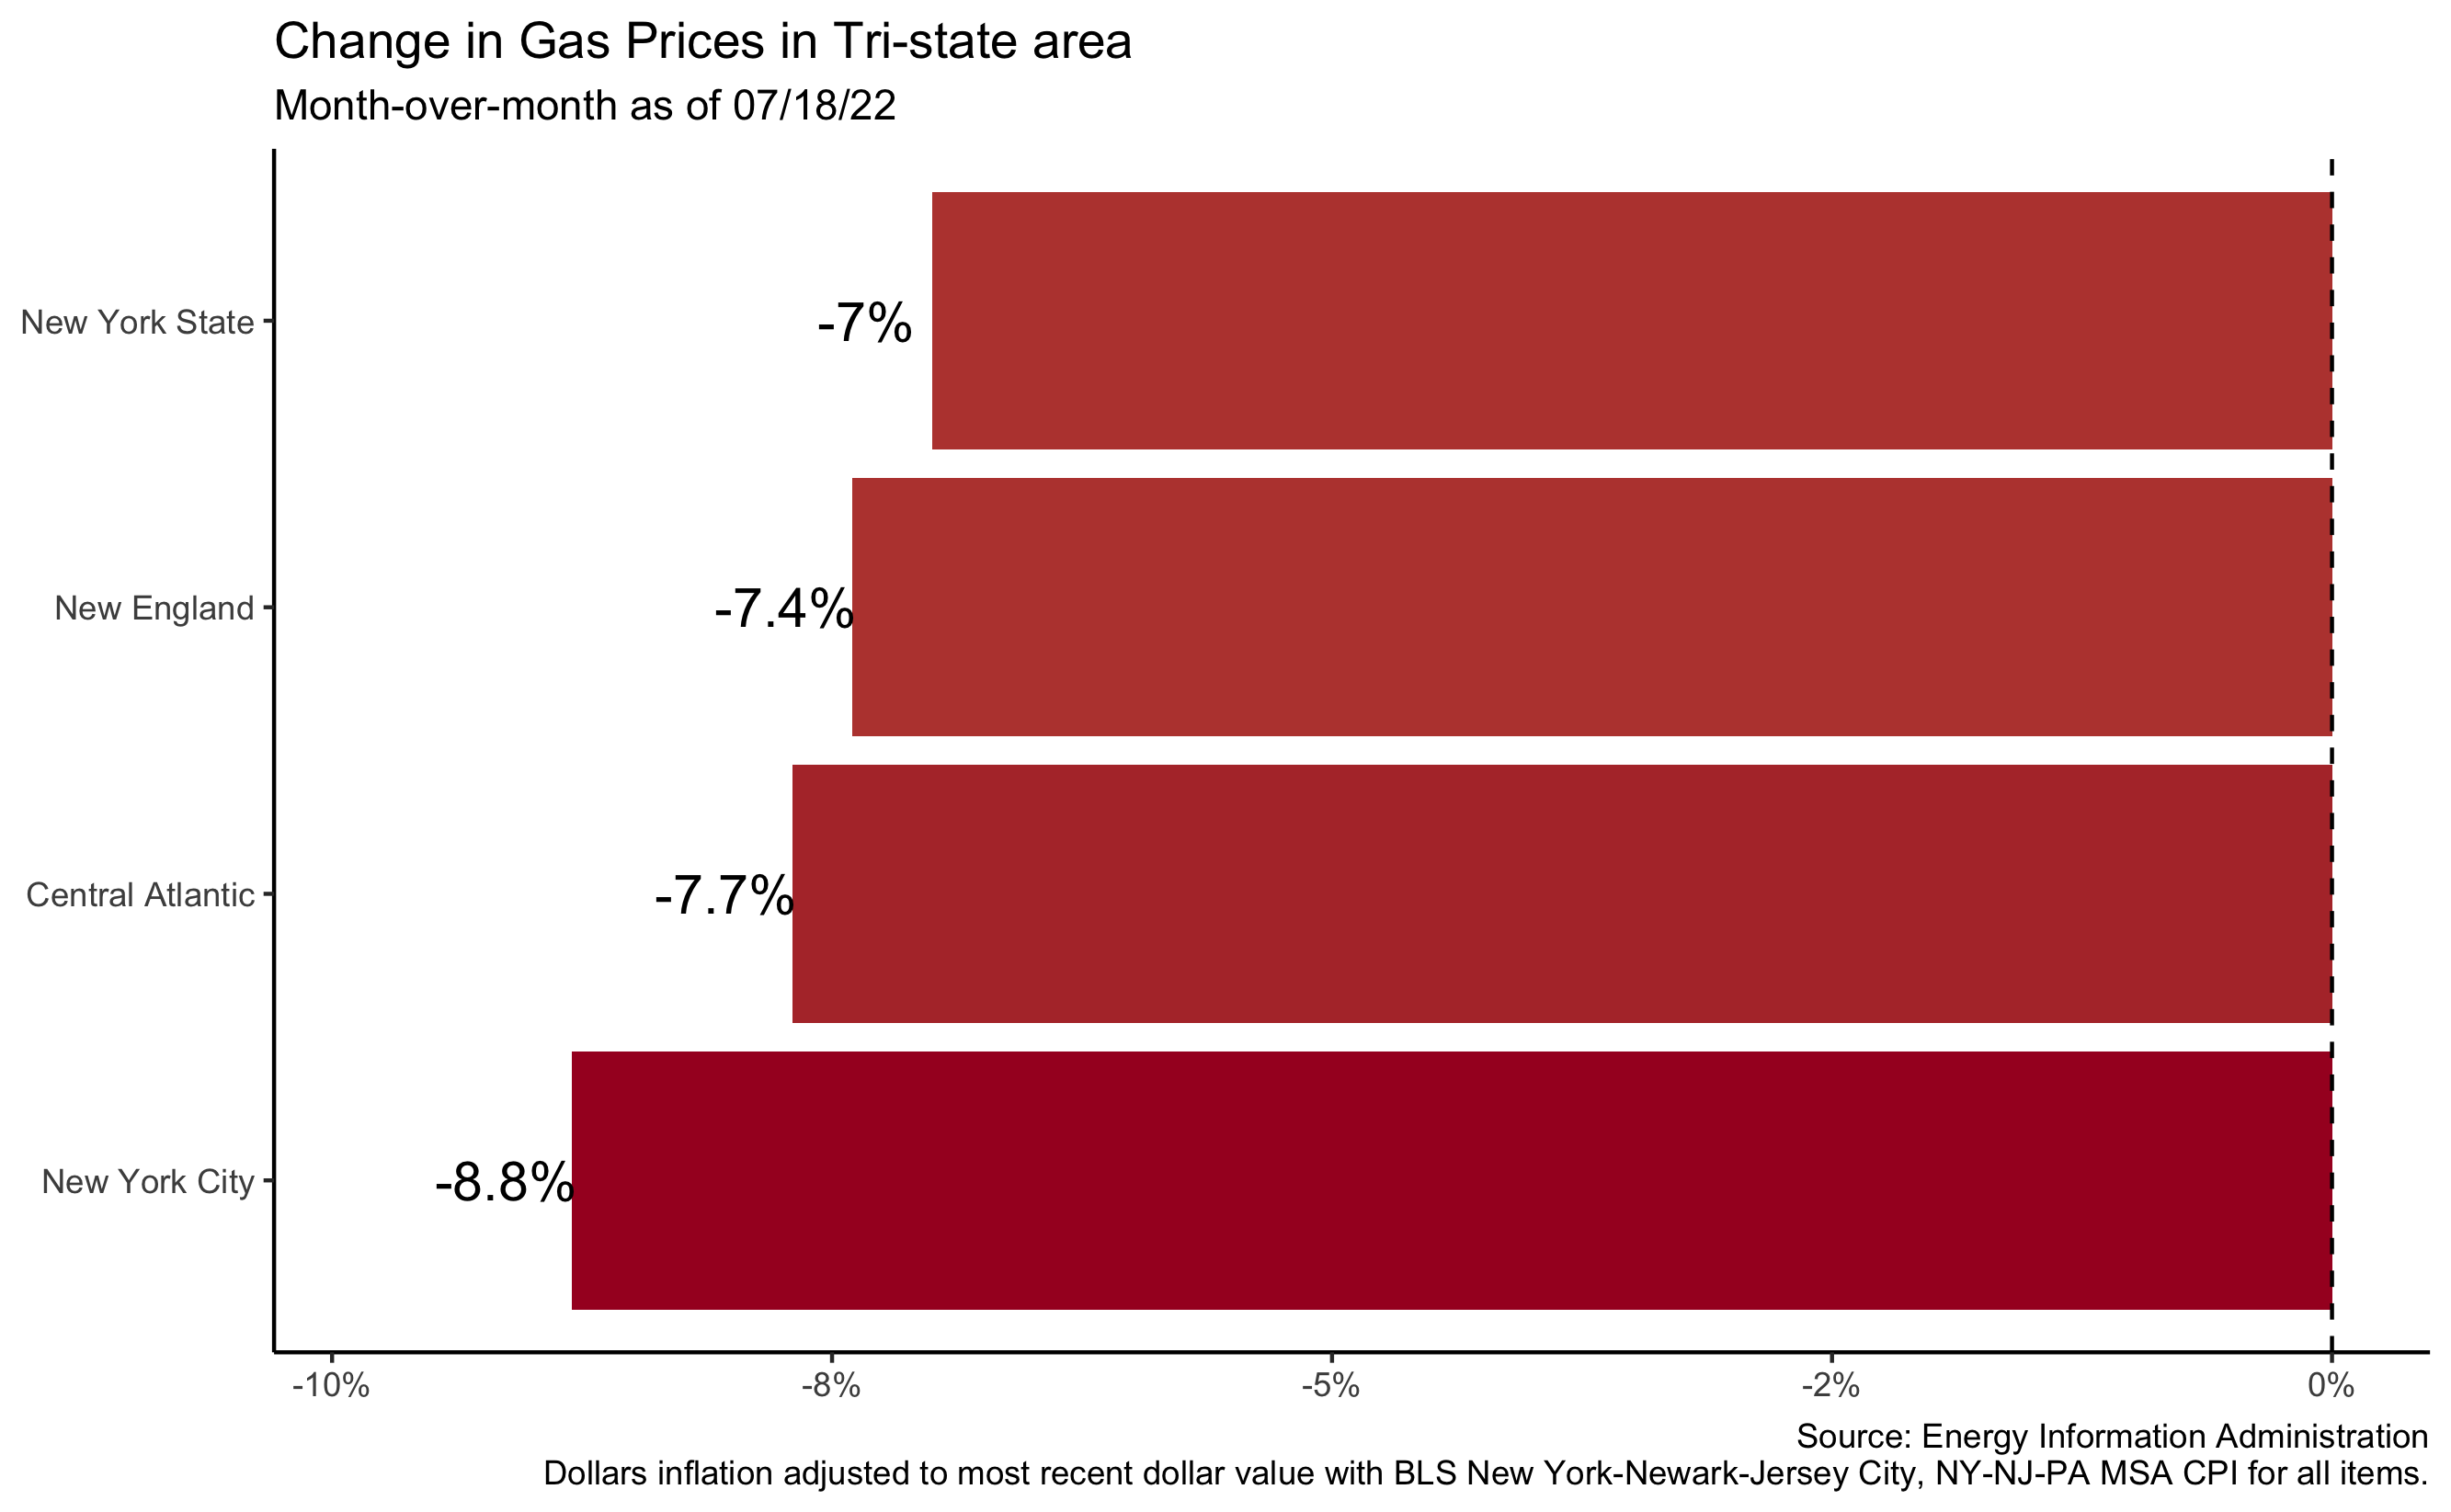 Change in Gas Prices in Tri-state area
Month-over-month as of 07/18/22
New York State
-7%
New England
-7.4%
Central Atlantic
-7.7%
New York City
-8.8%
-10%
-8%
-5%
-2%
0%
Source: Energy Information Administration
Dollars inflation adjusted to most recent dollar value with BLS New York-Newark-Jersey City, NY-NJ-PA MSA CPI for all items.